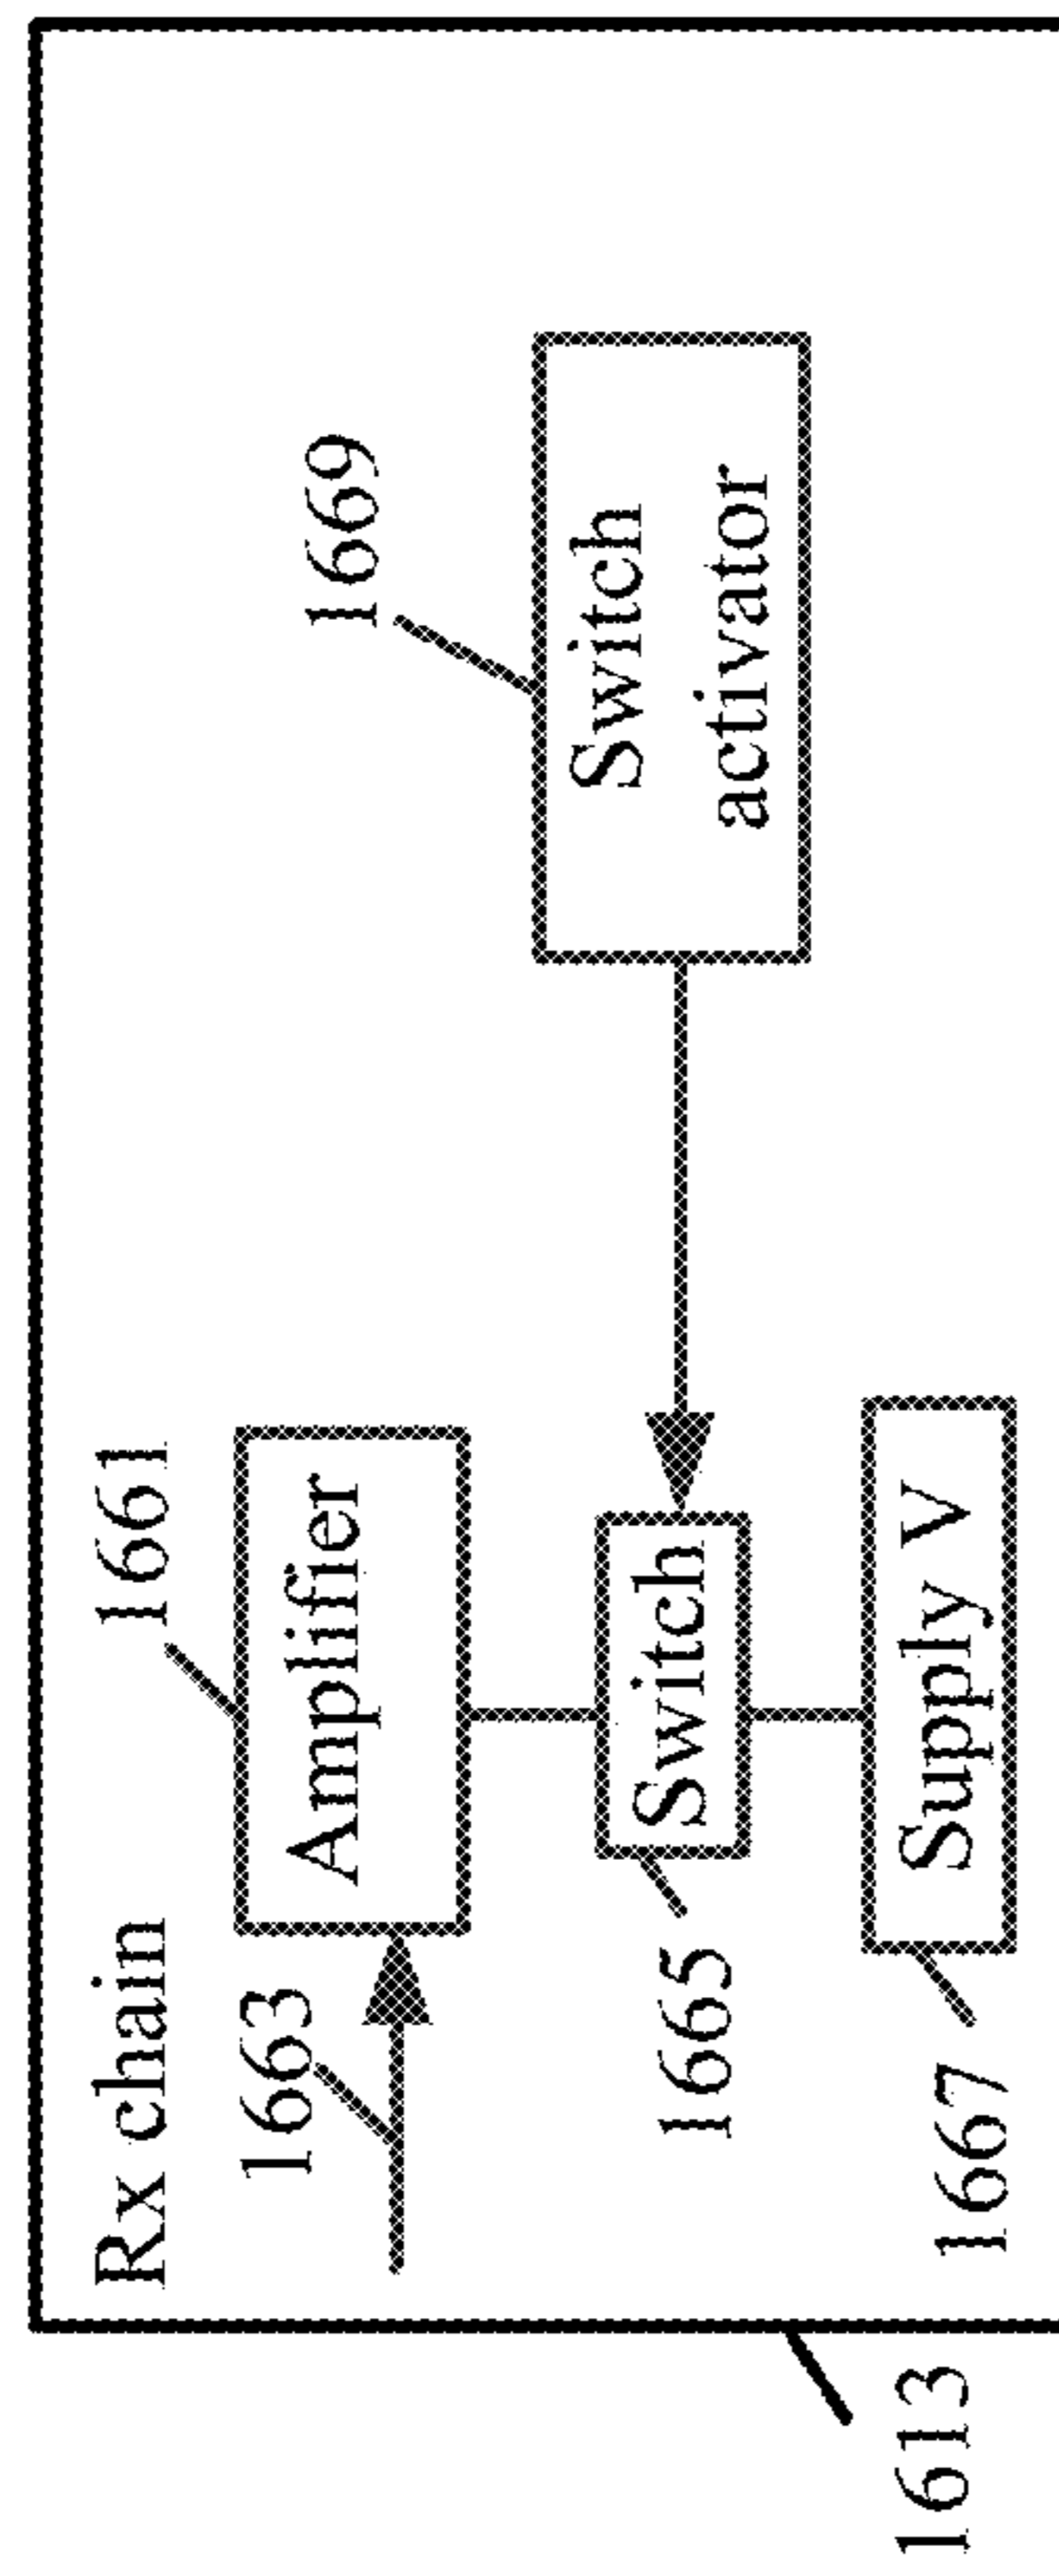 Rx chain
1661
1663
Amplifier
1669
Switch
activator
Switch
1665
Supply V
1667
1613